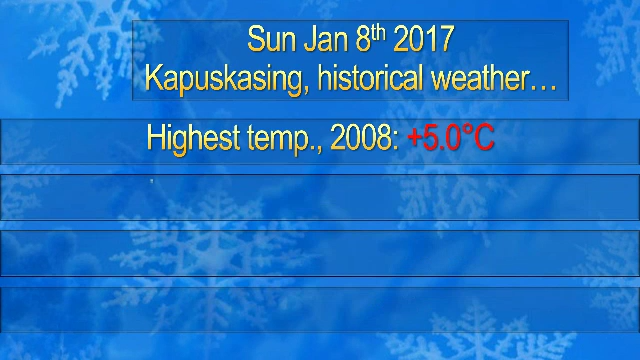 Sun Jan 8th 2017
Kapuskasing, historical weather…
Highest temp., 2008: +5.0°C